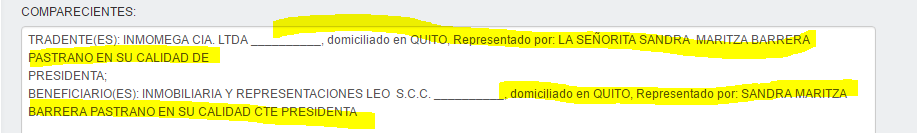 COMPARECIENTES:
TRADENTE(ES): INMOMEGA CIA. LTDA __________, domiciliado en QUITO, Representado por: LA SEÑORITA SANDRA  MARITZA BARRERA
PASTRANO EN SU CALIDAD DE
PRESIDENTA;
BENEFICIARIO(ES): INMOBILIARIA Y REPRESENTACIONES LEO  S.C.C. __________, domiciliado en QUITO, Representado por: SANDRA MARITZA
BARRERA PASTRANO EN SU CALIDAD CTE PRESIDENTA